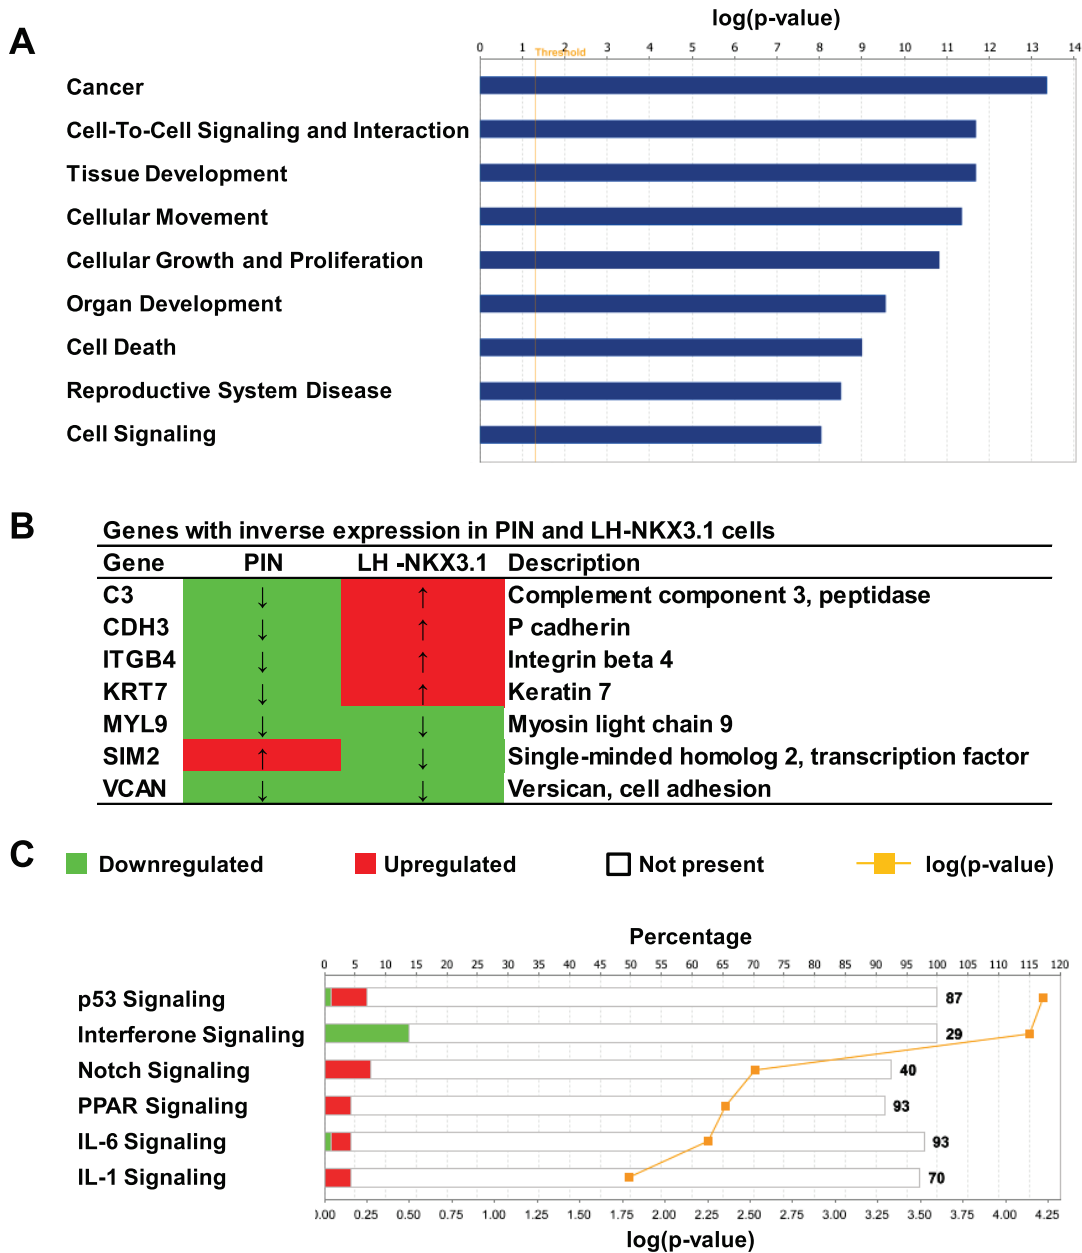 A
log(p-value)
0 1 2 3 4 5 6 7 8 9 10 11 12 13 14
Threshold
Cancer
Cell-To-Cell Signaling and Interaction
Tissue Development
Cellular Movement
Cellular Growth and Proliferation
Organ Development
Cell Death
Reproductive System Disease
Cell Signaling
B
Genes with inverse expression in PIN and LH-NKX3.1 cells
Gene PIN LH -NKX3.1 Description
C3 ↓ ↑ Complement component 3, peptidase
CDH3 ↓ ↑ P cadherin
ITGB4 ↓ ↑ Integrin beta 4
KRT7 ↓ ↑ Keratin 7
MYL9 ↓ ↓ Myosin light chain 9
SIM2 ↑ ↓ Single-minded homolog 2, transcription factor
VCAN ↓ ↓ Versican, cell adhesion
C
Downregulated Upregulated Not present log(p-value)
Percentage
0 5 10 15 20 25 30 35 40 45 50 55 60 65 70 75 80 85 90 95 100 105 110 115 120
p53 Signaling 87
Interferone Signaling 29
Notch Signaling 40
PPAR Signaling 93
IL-6 Signaling 93
IL-1 Signaling 70
0.00 0.25 0.50 0.75 1.00 1.25 1.50 1.75 2.00 2.25 2.50 2.75 3.00 3.25 3.50 3.75 4.00 4.25
log(p-value)